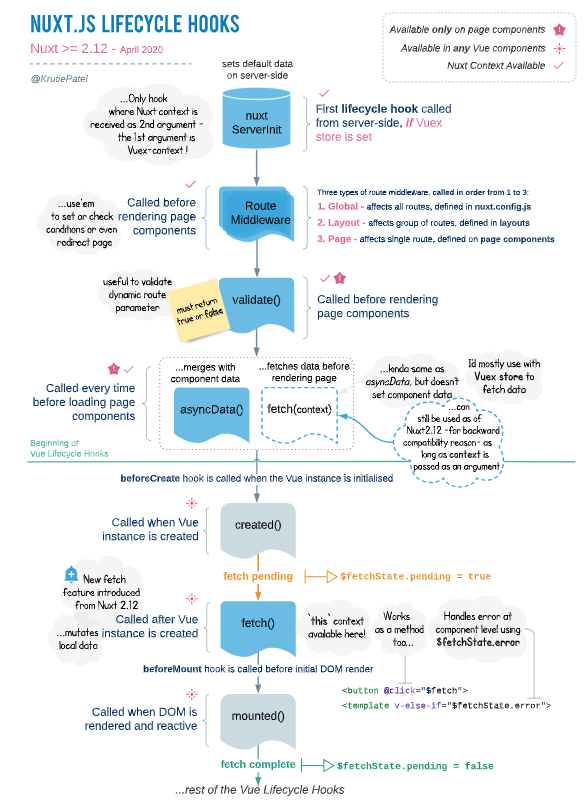 NUXT.JS LIFECYCLE HOOKS
Nuxt >= 2.12 - April 2020
@KrutiePatel
Available only on page components
Available in any Vue components
Nuxt Context Available
sets default data
on server-side
...Only hook
where Nuxt context is
received as 2nd argument -
the 1st argument is
Vuex-context !
nuxt
ServerInit
First lifecycle hook called
from server-side, if Vuex
store is set
...use'em
to set or check
conditions or even
redirect page
Called before
rendering page
components
Route
Middleware
Three types of route middleware, called in order from 1 to 3:
1. Global - affects all routes, defined in nuxt.config.js
2. Layout - affects group of routes, defined in layouts
3. Page - affects single route, defined on page components
useful to validate
dynamic route
parameter
must return
true or false
validate()
Called before rendering
page components
Called every time
before loading page
components
...merges with
component data
asyncData()
...fetches data before
rendering page
fetch(context)
...kinda same as
asyncData, but doesn't
set component data
I'd mostly use with
Vuex store to
fetch data
...can
still be used as of
Nuxt2.12 -for backward
compatibility reason- as
long as context is
passed as an argument
Beginning of
Vue Lifecycle Hooks
beforeCreate hook is called when the Vue instance is initialised
Called when Vue
instance is created
created()
fetch pending
$fetchState.pending = true
New fetch
feature introduced
from Nuxt 2.12
...mutates
local data
Called after Vue
instance is created
fetch()
'this' context
available here!
Works
as a method
too...
Handles error at
component level using
$fetchState.error
beforeMount hook is called before initial DOM render
<button @click="$fetch">
<template v-else-if="$fetchState.error">
Called when DOM is
rendered and reactive
mounted()
fetch complete
$fetchState.pending = false
...rest of the Vue Lifecycle Hooks